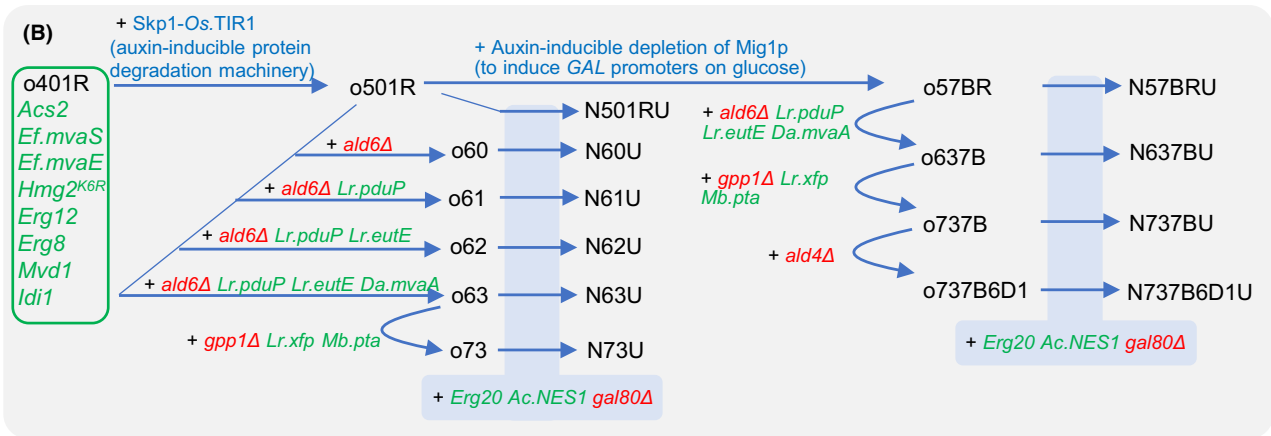 (B)
+ Skp1-Os.TIR1
(auxin-inducible protein
degradation machinery)
+ Auxin-inducible depletion of Mig1p
(to induce GAL promoters on glucose)
o401R
Acs2
Ef.mvaS
Ef.mvaE
Hmg2K6R
Erg12
Erg8
Mvd1
Idi1
o501R
N501RU
+ ald6Δ
o60
N60U
+ ald6Δ Lr.pduP
o61
N61U
+ ald6Δ Lr.pduP Lr.eutE
o62
N62U
+ ald6Δ Lr.pduP Lr.eutE Da.mvaA
o63
N63U
+ gpp1Δ Lr.xfp Mb.pta
o73
N73U
+ Erg20 Ac.NES1 gal80Δ
o57BR
N57BRU
+ ald6Δ Lr.pduP
Lr.eutE Da.mvaA
o637B
N637BU
+ gpp1Δ Lr.xfp
Mb.pta
o737B
N737BU
+ ald4Δ
o737B6D1
N737B6D1U
+ Erg20 Ac.NES1 gal80Δ